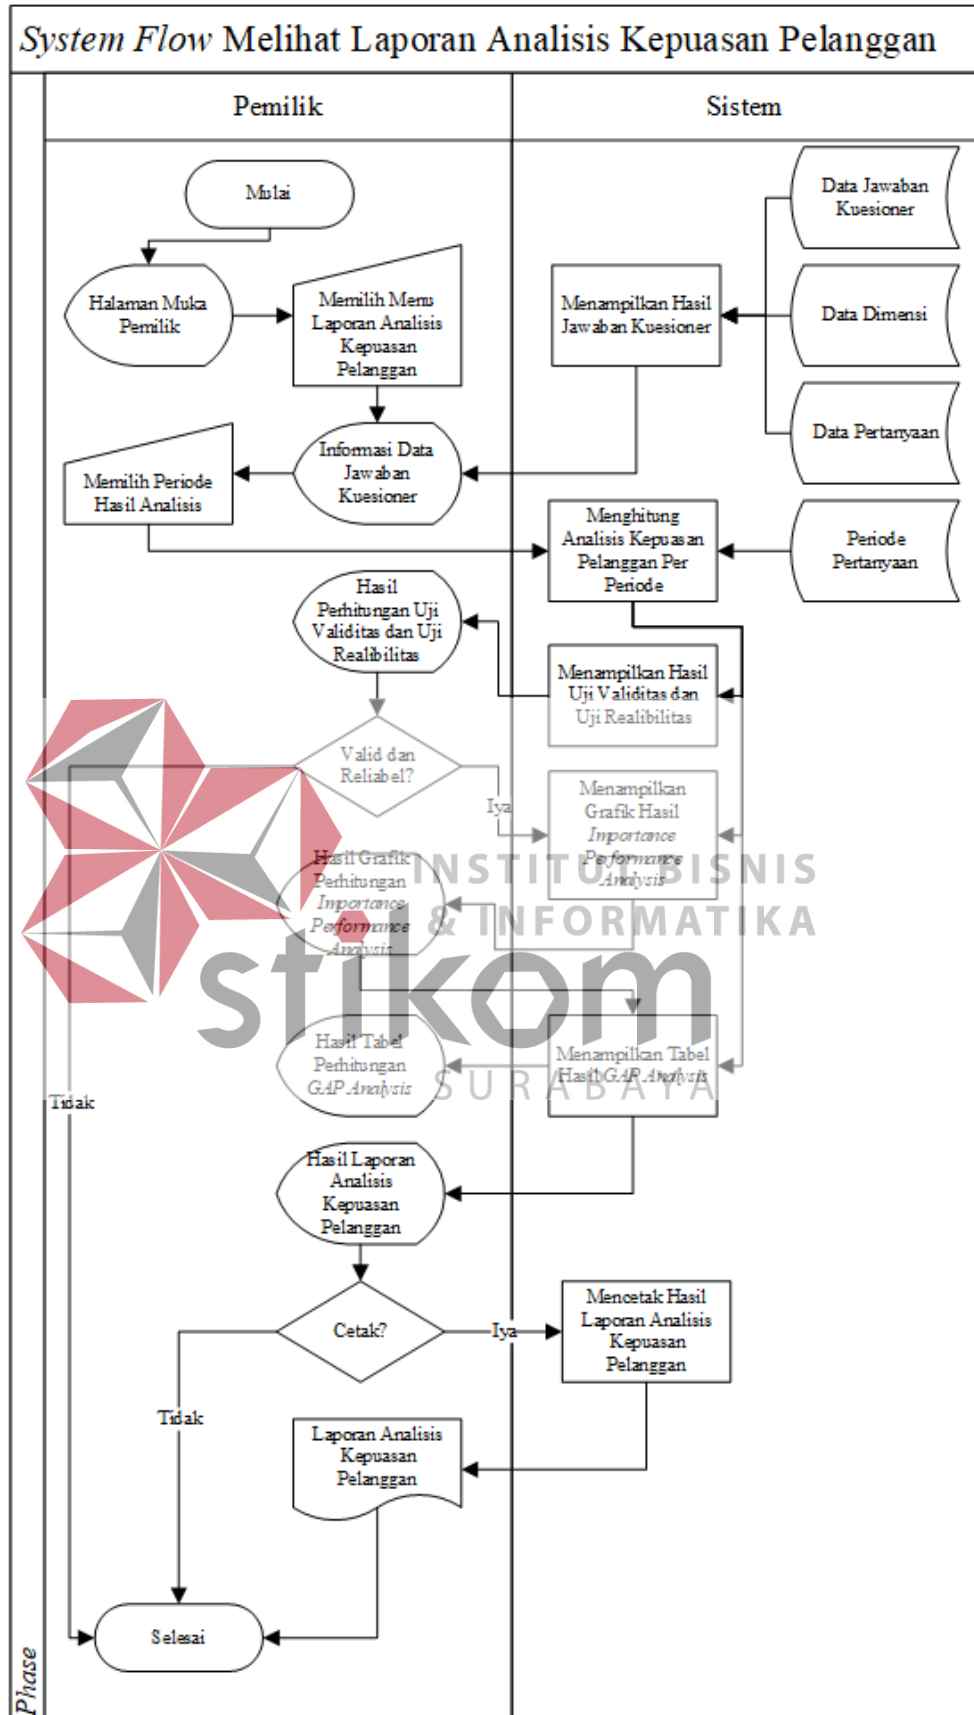 System Flow Melihat Laporan Analisis Kepuasan Pelanggan
Pemilik
Sistem
Mulai
Data Jawaban
Kuesioner
Halaman Muka
Pemilik
Memilih Menu
Laporan Analisis
Kepuasan
Pelanggan
Menampilkan Hasil
Jawaban Kuesioner
Data Dimensi
Data Pertanyaan
Informasi Data
Jawaban
Kuesioner
Memilih Periode
Hasil Analisis
Menghitung
Analisis Kepuasan
Pelanggan Per
Periode
Periode
Pertanyaan
Hasil
Perhitungan Uji
Validitas dan Uji
Realibilitas
Menampilkan Hasil
Uji Validitas dan
Uji Realibilitas
Valid dan
Reliabel?
Iya
Menampilkan
Grafik Hasil
Importance
Performance
Analysis
Hasil Grafik
Perhitungan
Importance
Performance
Analysis
INSTITUT BISNIS
& INFORMATIKA
stikom
SURABAYA
Hasil Tabel
Perhitungan
GAP Analysis
Menampilkan Tabel
Hasil GAP Analysis
Tidak
Hasil Laporan
Analisis
Kepuasan
Pelanggan
Cetak?
Iya
Mencetak Hasil
Laporan Analisis
Kepuasan
Pelanggan
Tidak
Laporan Analisis
Kepuasan
Pelanggan
Selesai
Phase